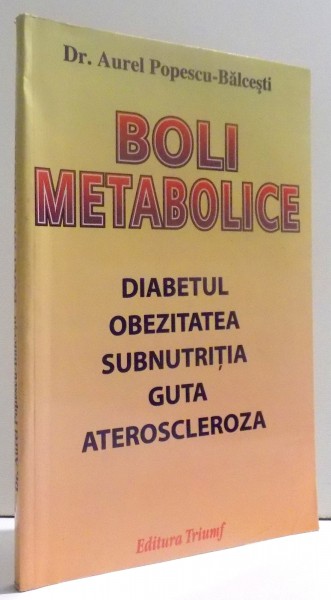 Dr. Aurel Popescu-Bălcești
BOLI
METABOLICE
DIABETUL
OBEZITATEA
SUBNUTRIȚIA
GUTA
ATEROSCLEROZA
Editura Triumf